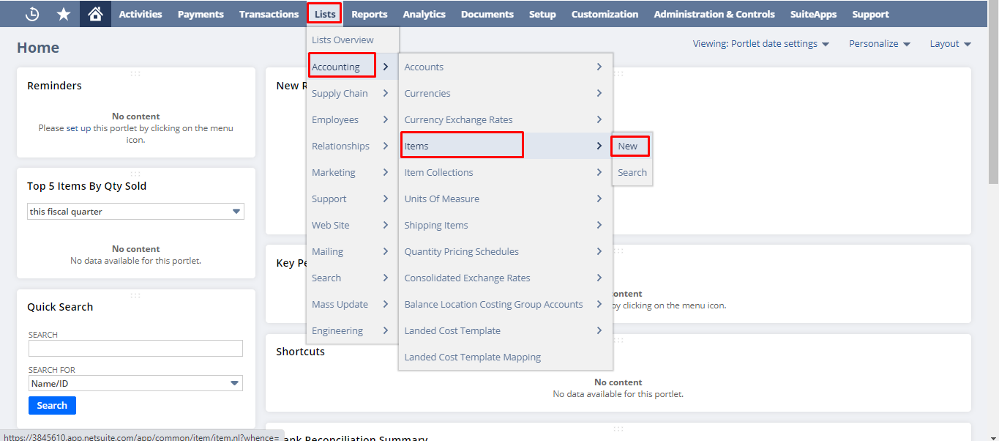 Activities Payments Transactions Lists Reports Analytics Documents Setup Customization Administration & Controls SuiteApps Support
Home
Viewing: Portlet date settings Personalize Layout
Lists Overview
Accounting
Supply Chain
Employees
Relationships
Marketing
Support
Web Site
Mailing
Search
Mass Update
Engineering
Accounts
Currencies
Currency Exchange Rates
Items
Item Collections
Units Of Measure
Shipping Items
Quantity Pricing Schedules
Consolidated Exchange Rates
Balance Location Costing Group Accounts
Landed Cost Template
Landed Cost Template Mapping
New
Search
Reminders
No content
Please set up this portlet by clicking on the menu
icon.
Top 5 Items By Qty Sold
this fiscal quarter
No content
No data available for this portlet.
Quick Search
SEARCH
SEARCH FOR
Name/ID
Search
New R
Key Pe
ontent
by clicking on the menu icon.
Shortcuts
No content
No data available for this portlet.
ank Reconciliation Summary
https://3845610.app.netsuite.com/app/common/item/item.nl?whence=